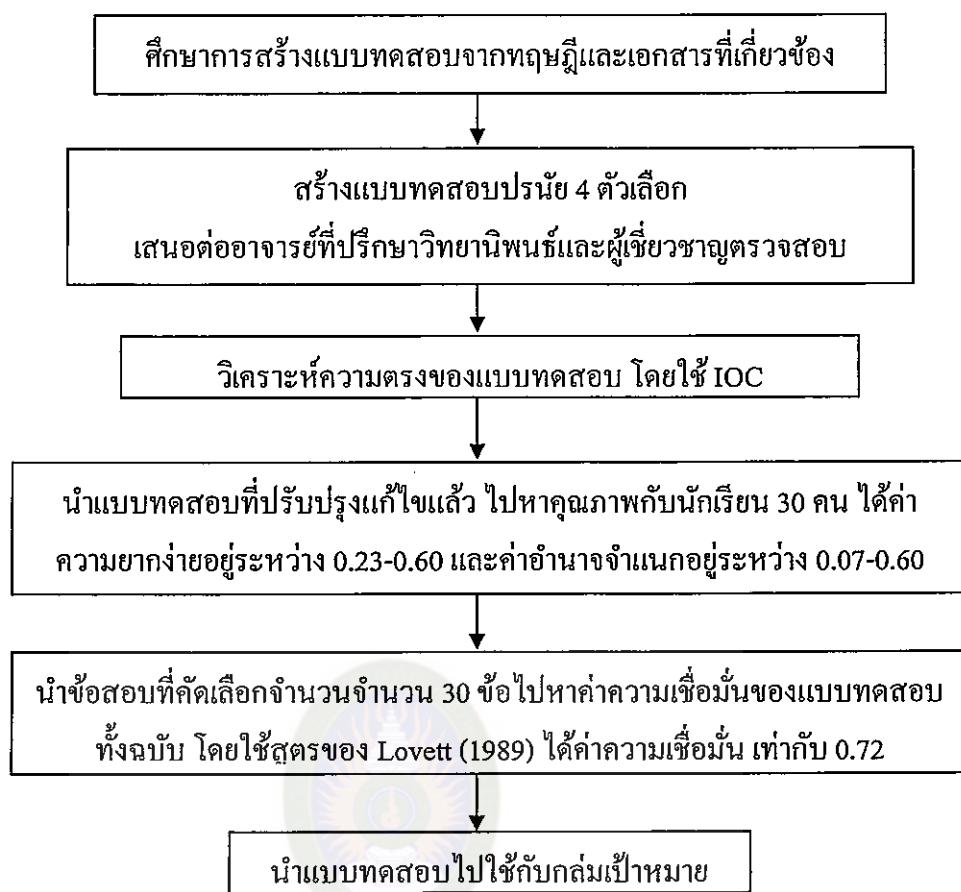 ศึกษาการสร้างแบบทดสอบจากทฤษฎีและเอกสารที่เกี่ยวข้อง
สร้างแบบทดสอบปรนัย 4 ตัวเลือก
เสนอต่ออาจารย์ที่ปรึกษาวิทยานิพนธ์และผู้เชี่ยวชาญตรวจสอบ
วิเคราะห์ความตรงของแบบทดสอบ โดยใช้ IOC
นำแบบทดสอบที่ปรับปรุงแก้ไขแล้ว ไปหาคุณภาพกับนักเรียน 30 คน ได้ค่า
ความยากง่ายอยู่ระหว่าง 0.23-0.60 และค่าอำนาจจำแนกอยู่ระหว่าง 0.07-0.60
นำข้อสอบที่คัดเลือกจำนวนจำนวน 30 ข้อไปหาค่าความเชื่อมั่นของแบบทดสอบ
ทั้งฉบับ โดยใช้สูตรของ Lovett (1989) ได้ค่าความเชื่อมั่น เท่ากับ 0.72
นำแบบทดสอบไปใช้กับกลุ่มเป้าหมาย